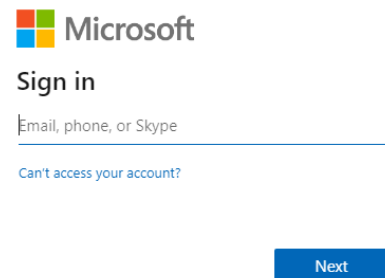 Microsoft
Sign in
Email, phone, or Skype
Can't access your account?
Next